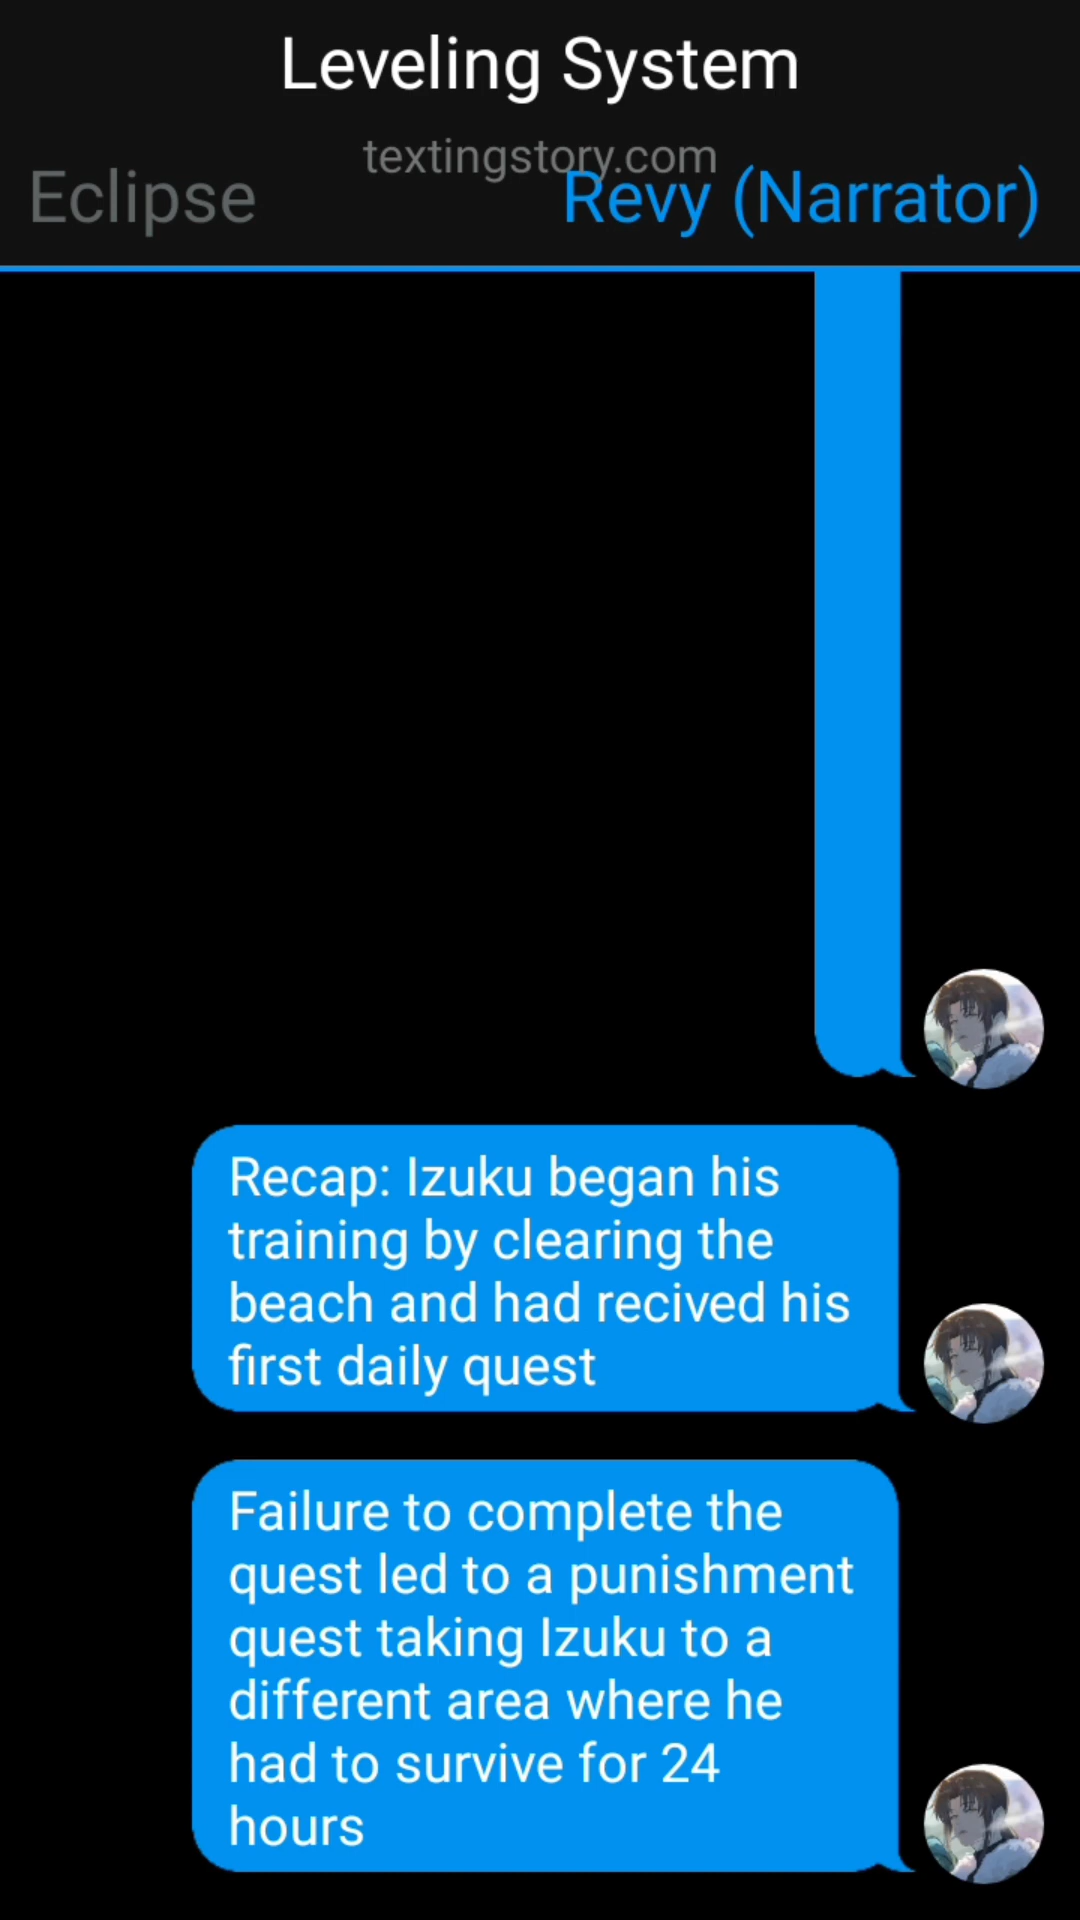 Leveling System
textingstory.com
Eclipse
Revy (Narrator)
Recap: Izuku began his
training by clearing the
beach and had recived his
first daily quest
Failure to complete the
quest led to a punishment
quest taking Izuku to a
different area where he
had to survive for 24
hours